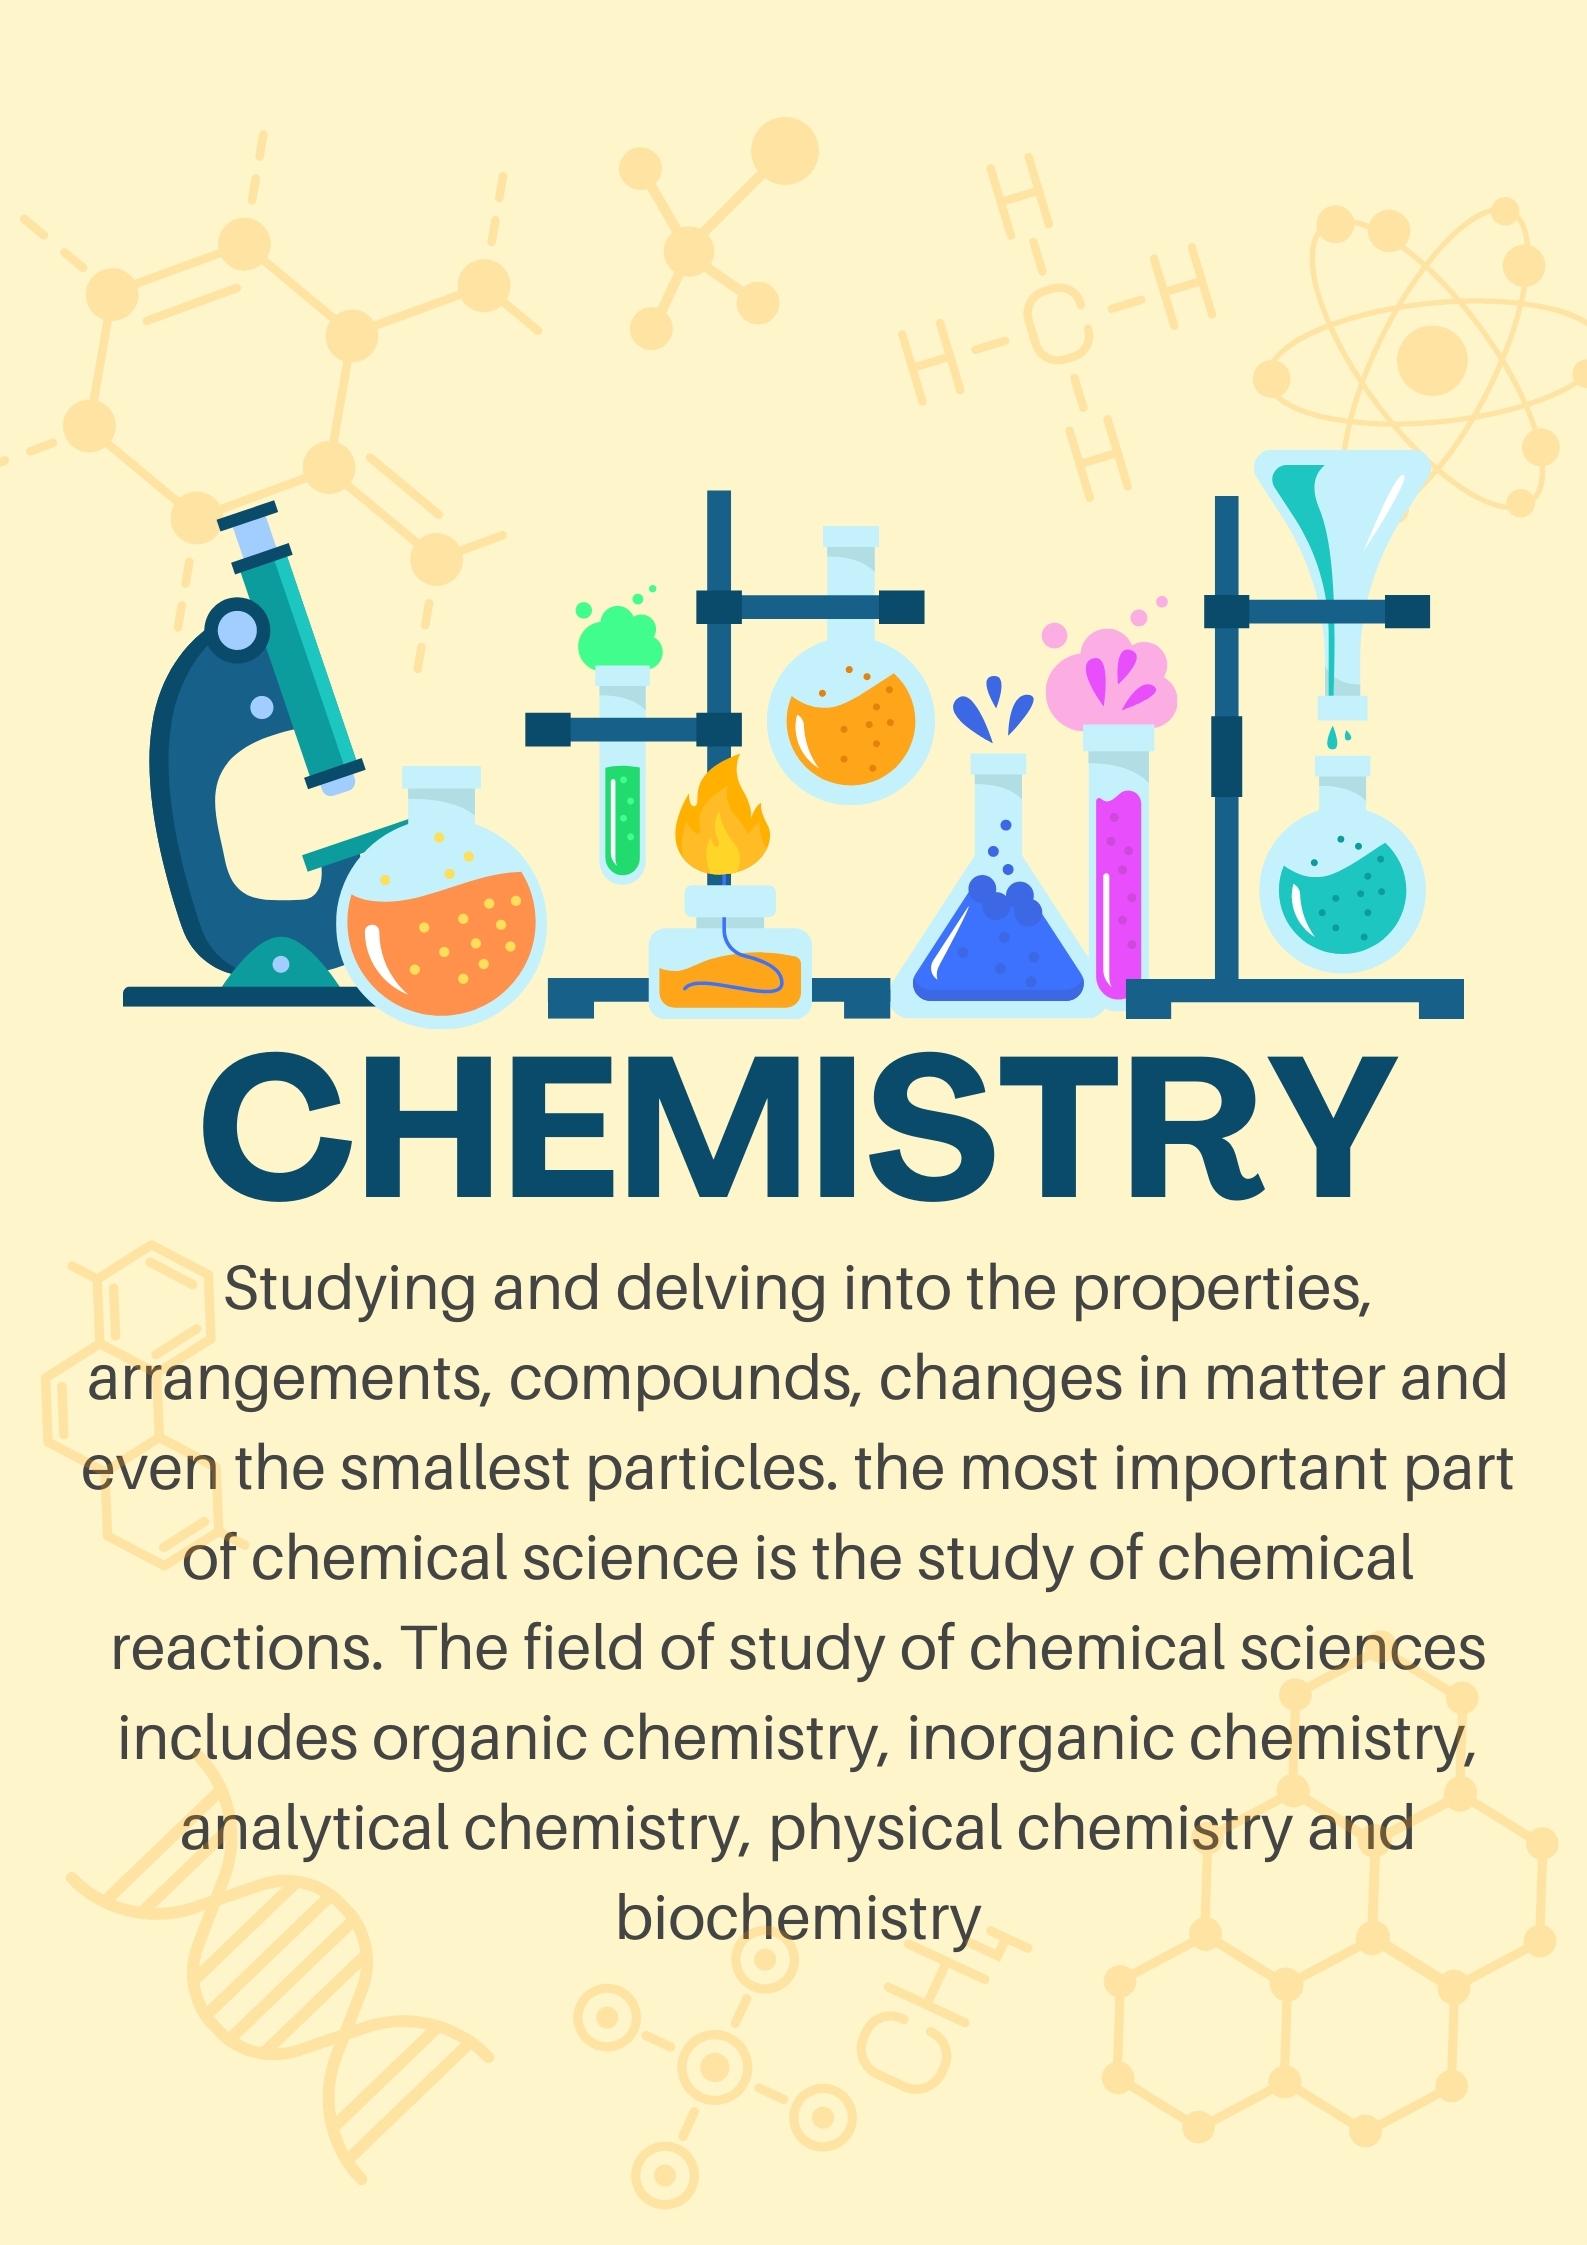 H
H
C
H
H
CHEMISTRY
Studying and delving into the properties,
arrangements, compounds, changes in matter and
even the smallest particles. the most important part
of chemical science is the study of chemical
reactions. The field of study of chemical sciences
includes organic chemistry, inorganic chemistry,
analytical chemistry, physical chemistry and
biochemistry
CH4